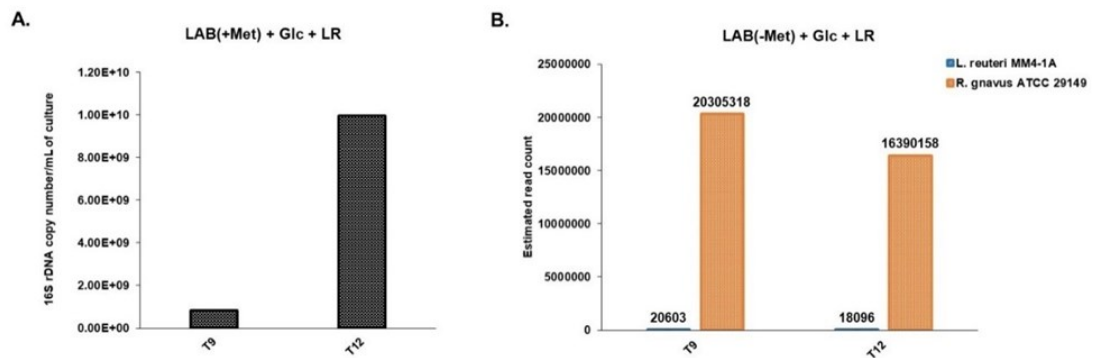 A.
LAB(+Met) + Glc + LR
16S rDNA copy number/mL of culture
1.20E+10
1.00E+10
8.00E+09
6.00E+09
4.00E+09
2.00E+09
0.00E+00
T9
T12
B.
LAB(-Met) + Glc + LR
L. reuteri MM4-1A
R. gnavus ATCC 29149
Estimated read count
25000000
20000000
15000000
10000000
5000000
0
20603
20305318
18096
16390158
T9
T12